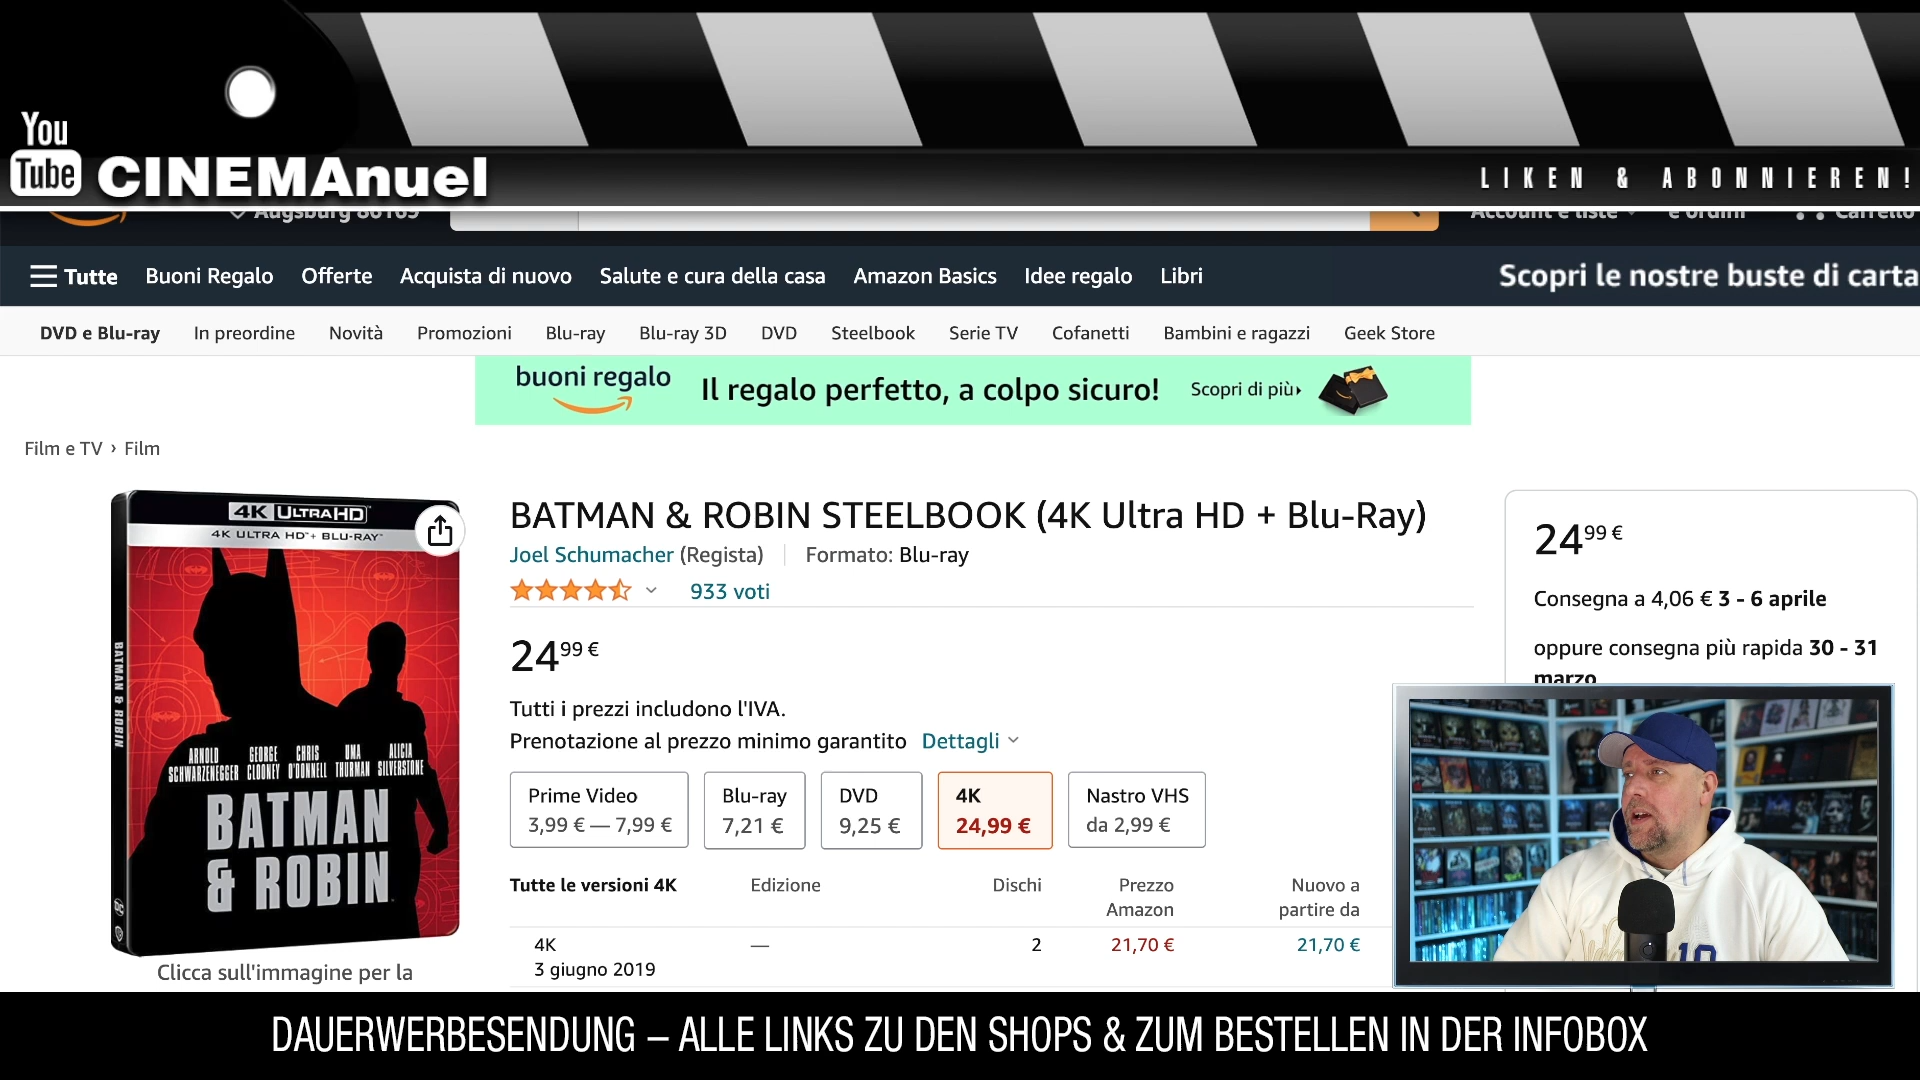 You
Tube CINEMAnuel
LIKEN & ABONNIEREN!
Augsburg 86169
Account e liste
e ordini
Carrello
Tutte
Buoni Regalo
Offerte
Acquista di nuovo
Salute e cura della casa
Amazon Basics
Idee regalo
Libri
Scopri le nostre buste di carta
DVD e Blu-ray
In preordine
Novità
Promozioni
Blu-ray
Blu-ray 3D
DVD
Steelbook
Serie TV
Cofanetti
Bambini e ragazzi
Geek Store
buoni regalo
Il regalo perfetto, a colpo sicuro!
Scopri di più
Film e TV › Film
4K ULTRAHD
4K ULTRA HD + BLU-RAY
BATMAN & ROBIN
ARNOLD SCHWARZENEGGER
GEORGE CLOONEY
CHRIS O'DONNELL
UMA THURMAN
ALICIA SILVERSTONE
BATMAN
& ROBIN
DC
Clicca sull'immagine per la
BATMAN & ROBIN STEELBOOK (4K Ultra HD + Blu-Ray)
Joel Schumacher (Regista)
Formato: Blu-ray
933 voti
24 99 €
Tutti i prezzi includono l'IVA.
Prenotazione al prezzo minimo garantito Dettagli
Prime Video
3,99 € — 7,99 €
Blu-ray
7,21 €
DVD
9,25 €
4K
24,99 €
Nastro VHS
da 2,99 €
Tutte le versioni 4K
Edizione
Dischi
Prezzo
Amazon
Nuovo a
partire da
4K
3 giugno 2019
—
2
21,70 €
21,70 €
24 99 €
Consegna a 4,06 € 3 - 6 aprile
oppure consegna più rapida 30 - 31
marzo
10
DAUERWERBESENDUNG – ALLE LINKS ZU DEN SHOPS & ZUM BESTELLEN IN DER INFOBOX